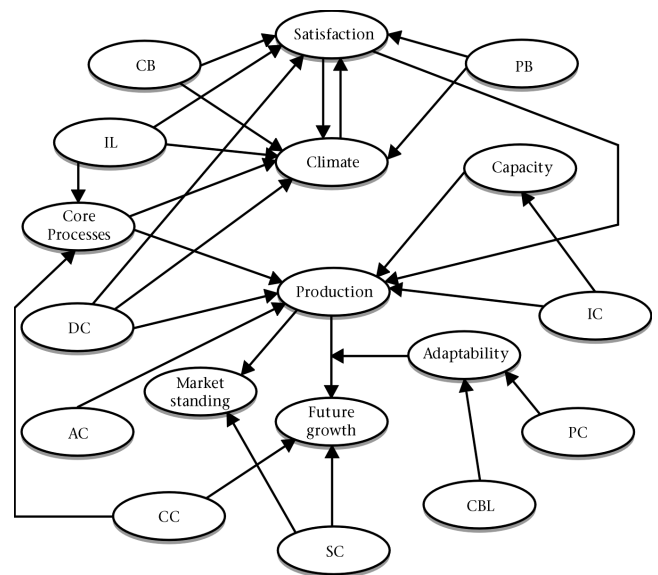 Satisfaction
CB
PB
IL
Climate
Capacity
Core
Processes
Production
DC
IC
Adaptability
Market
standing
Future
growth
AC
PC
CBL
CC
SC